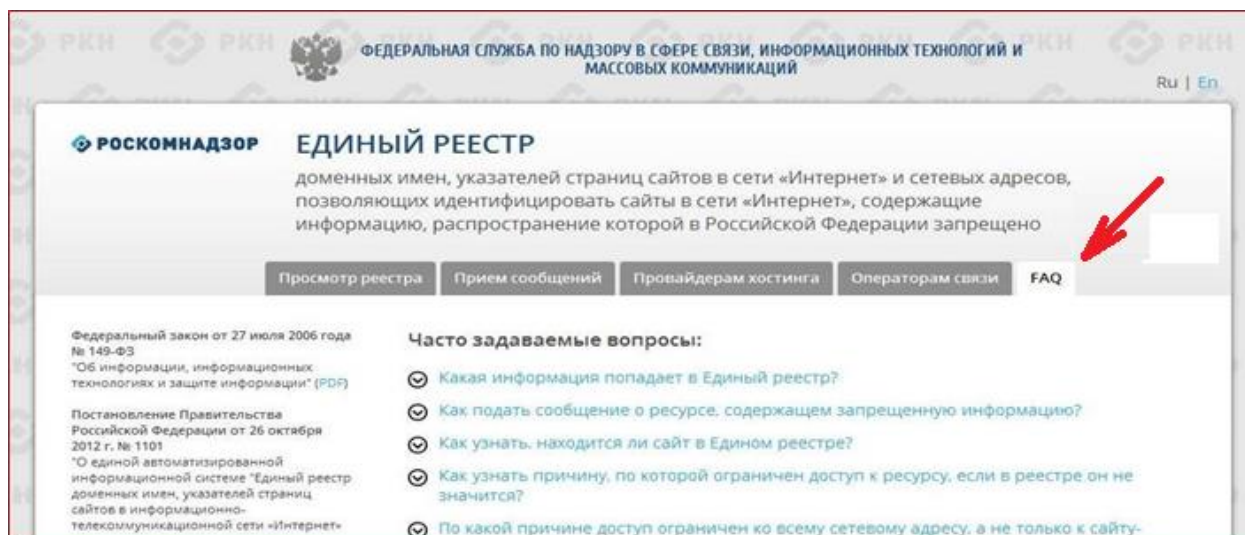 ФЕДЕРАЛЬНАЯ СЛУЖБА ПО НАДЗОРУ В СФЕРЕ СВЯЗИ, ИНФОРМАЦИОННЫХ ТЕХНОЛОГИЙ И
МАССОВЫХ КОММУНИКАЦИЙ
Ru | En
РОСКОМНАДЗОР
ЕДИНЫЙ РЕЕСТР
доменных имен, указателей страниц сайтов в сети «Интернет» и сетевых адресов,
позволяющих идентифицировать сайты в сети «Интернет», содержащие
информацию, распространение которой в Российской Федерации запрещено
Просмотр реестра Прием сообщений Провайдерам хостинга Операторам связи FAQ
Федеральный закон от 27 июля 2006 года
№ 149-ФЗ
"Об информации, информационных
технологиях и защите информации" (PDF)
Постановление Правительства
Российской Федерации от 26 октября
2012 г. № 1101
"О единой автоматизированной
информационной системе "Единый реестр
доменных имен, указателей страниц
сайтов в информационно-
телекоммуникационной сети «Интернет»
Часто задаваемые вопросы:
Какая информация попадает в Единый реестр?
Как подать сообщение о ресурсе, содержащем запрещенную информацию?
Как узнать, находится ли сайт в Едином реестре?
Как узнать причину, по которой ограничен доступ к ресурсу, если в реестре он не
значится?
По какой причине доступ ограничен ко всему сетевому адресу, а не только к сайту-
РКН
РКН
РКН
РКН